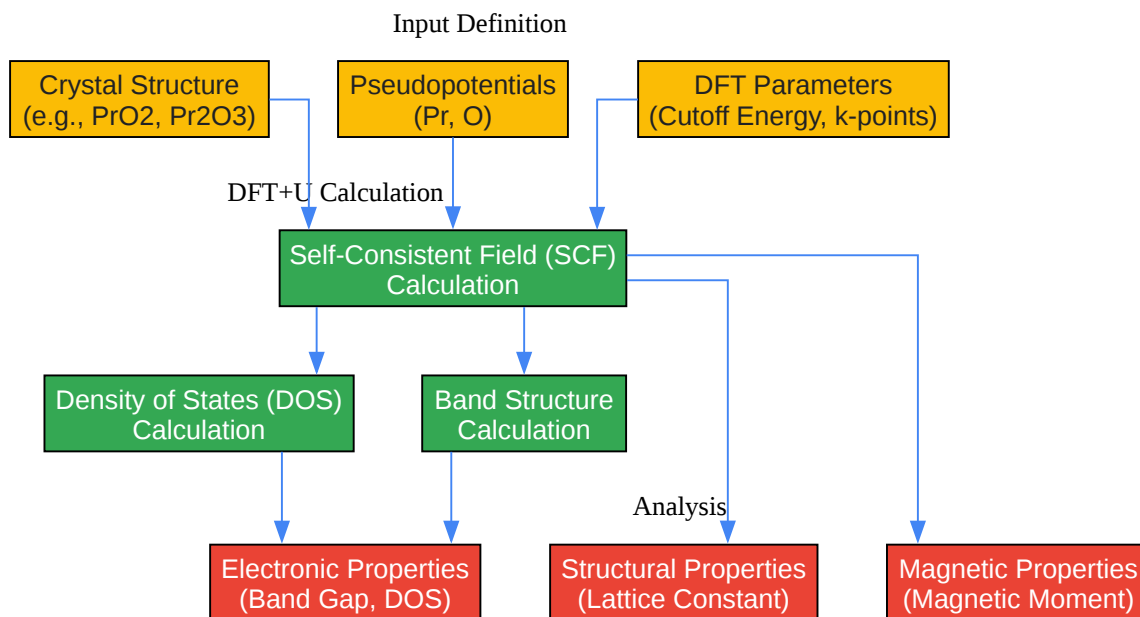 Input Definition
Crystal Structure
(e.g., PrO2, Pr2O3)
Pseudopotentials
(Pr, O)
DFT Parameters
(Cutoff Energy, k-points)
DFT+U Calculation
Self-Consistent Field (SCF)
Calculation
Density of States (DOS)
Calculation
Band Structure
Calculation
Analysis
Electronic Properties
(Band Gap, DOS)
Structural Properties
(Lattice Constant)
Magnetic Properties
(Magnetic Moment)